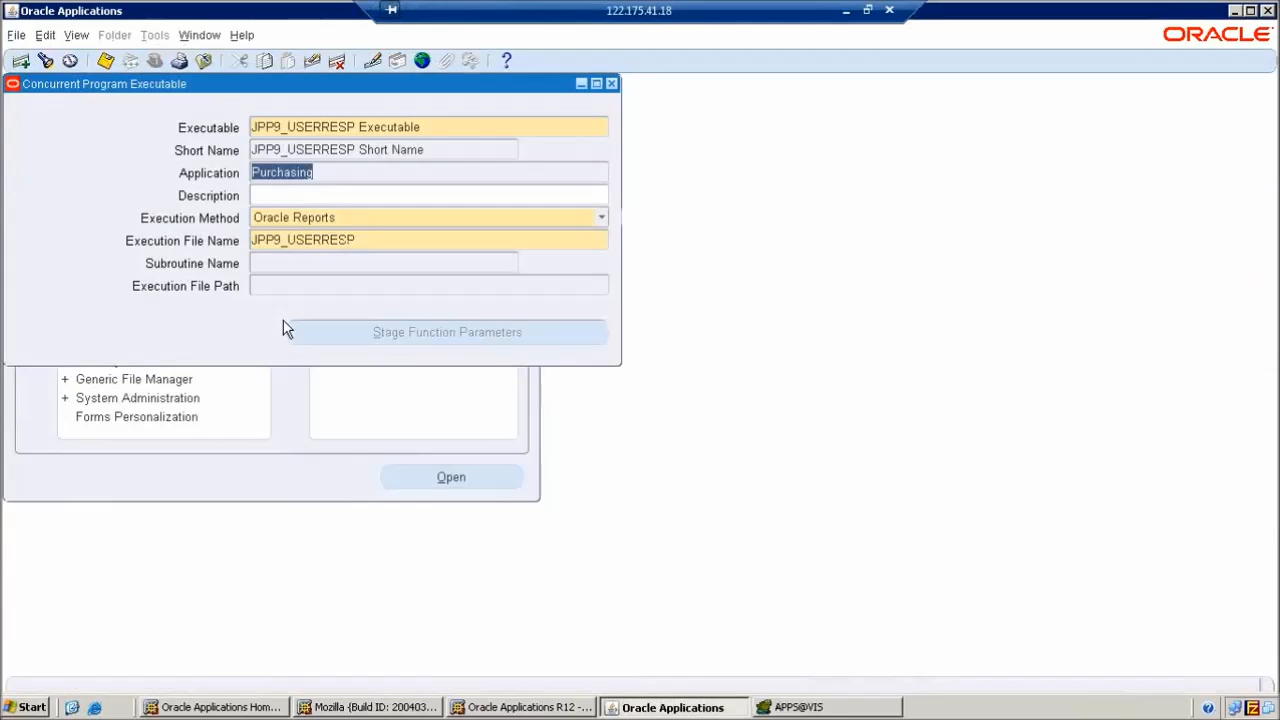 Oracle Applications
122.175.41.18
File Edit View Folder Tools Window Help
ORACLE
Concurrent Program Executable
Executable JPP9_USERRESP Executable
Short Name JPP9_USERRESP Short Name
Application Purchasing
Description
Execution Method Oracle Reports
Execution File Name JPP9_USERRESP
Subroutine Name
Execution File Path
Stage Function Parameters
+ Generic File Manager
+ System Administration
Forms Personalization
Open
Start Oracle Applications Hom... Mozilla {Build ID: 200403... Oracle Applications R12 -... Oracle Applications APPS@VIS